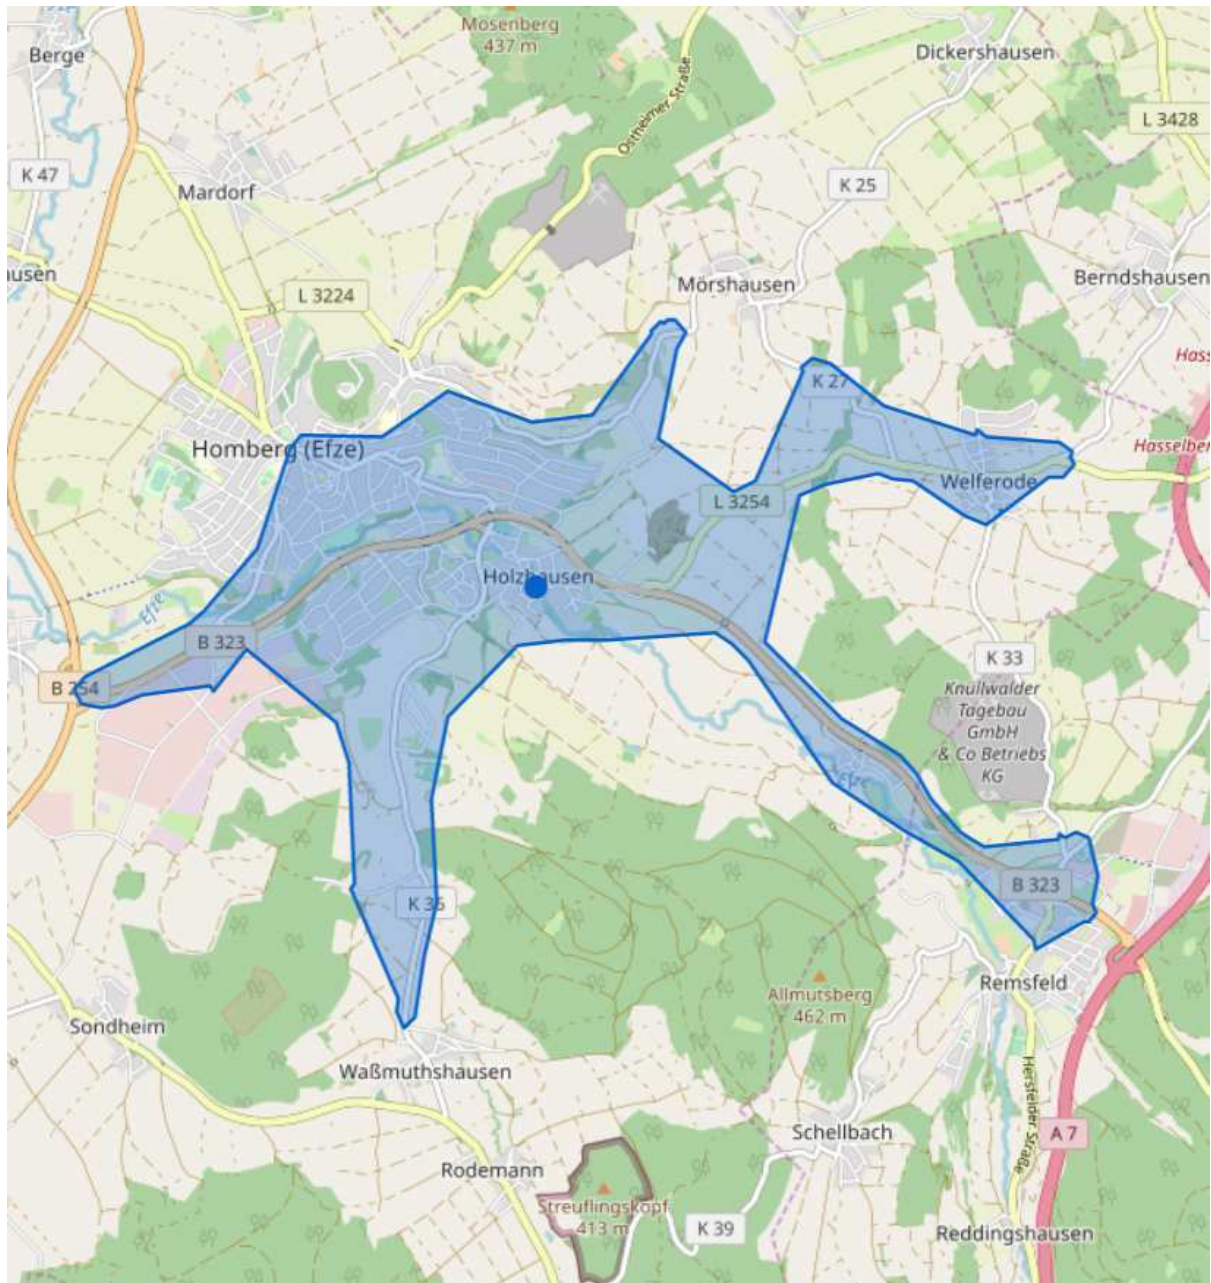 Mosenberg
437 m
Berge
Dickershausen
Ostheimer Straße
L 3428
K 47
Mardorf
K 25
ausen
Mörshausen
Berndshausen
L 3224
Hass
K 27
Homberg (Efze)
Hasselber
Welferode
L 3254
Holzhausen
Efze
B 323
B 254
K 33
Knüllwalder
Tagebau
GmbH
& Co Betriebs
KG
Efze
B 323
K 35
Remsfeld
Allmutsberg
462 m
Sondheim
Waßmuthshausen
Hersfelder Straße
Schellbach
A 7
Rodemann
Streuflingskopf
413 m
K 39
Reddingshausen